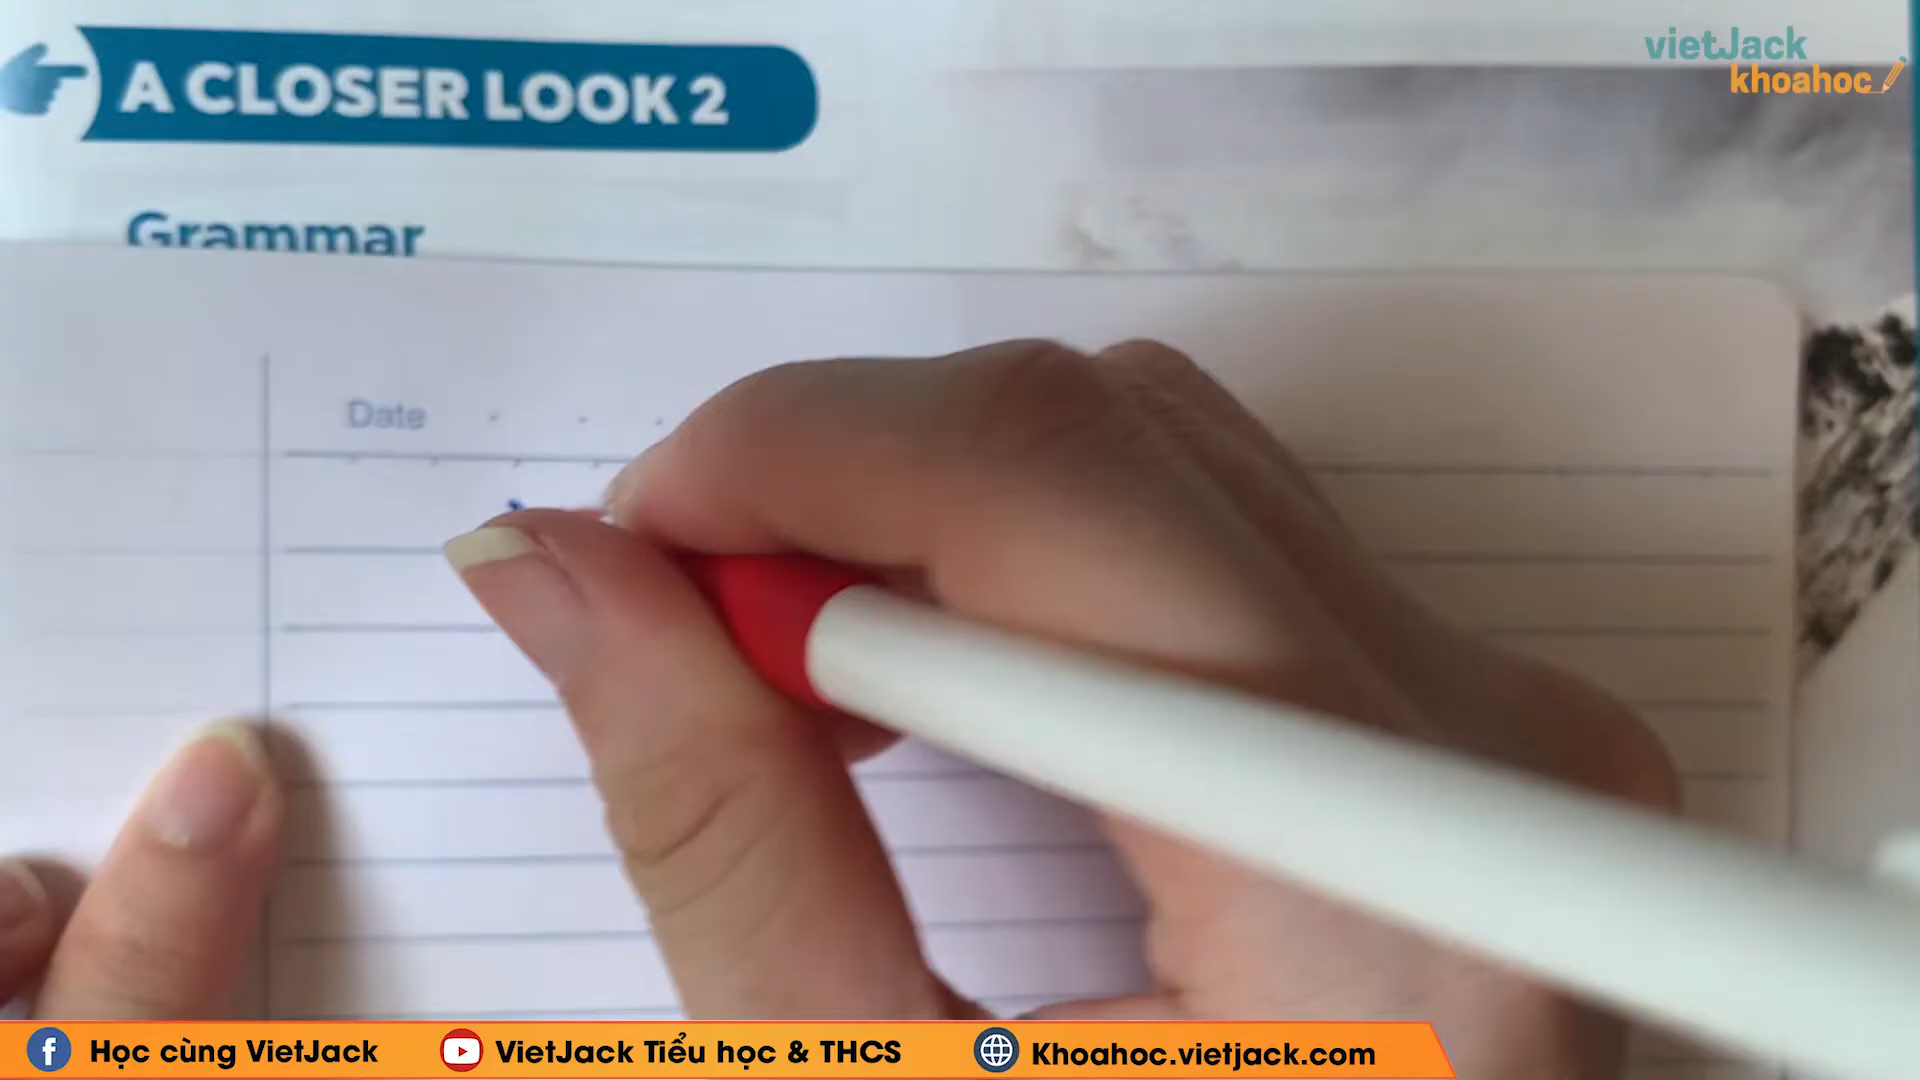 A CLOSER LOOK 2
vietJack
khoahoc
Grammar
Date
Học cùng VietJack
VietJack Tiểu học & THCS
Khoahoc.vietjack.com